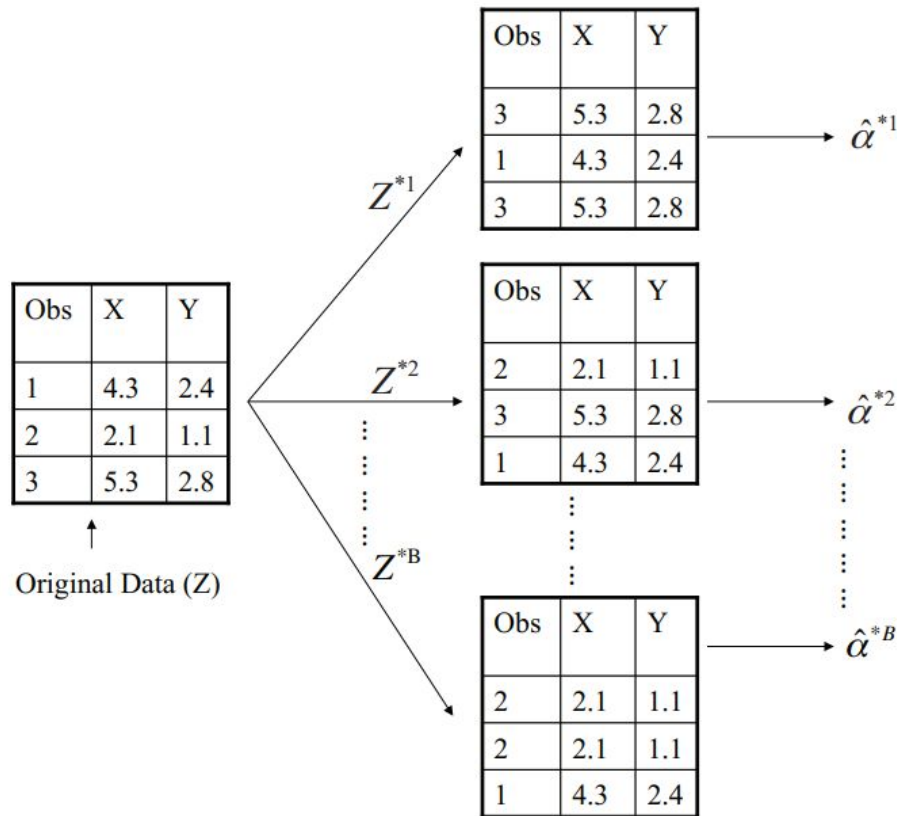 Obs X Y
1 4.3 2.4
2 2.1 1.1
3 5.3 2.8
Original Data (Z)
Z*1
Obs X Y
3 5.3 2.8
1 4.3 2.4
3 5.3 2.8
α̂*1
Z*2
Obs X Y
2 2.1 1.1
3 5.3 2.8
1 4.3 2.4
α̂*2
Z*B
Obs X Y
2 2.1 1.1
2 2.1 1.1
1 4.3 2.4
α̂*B